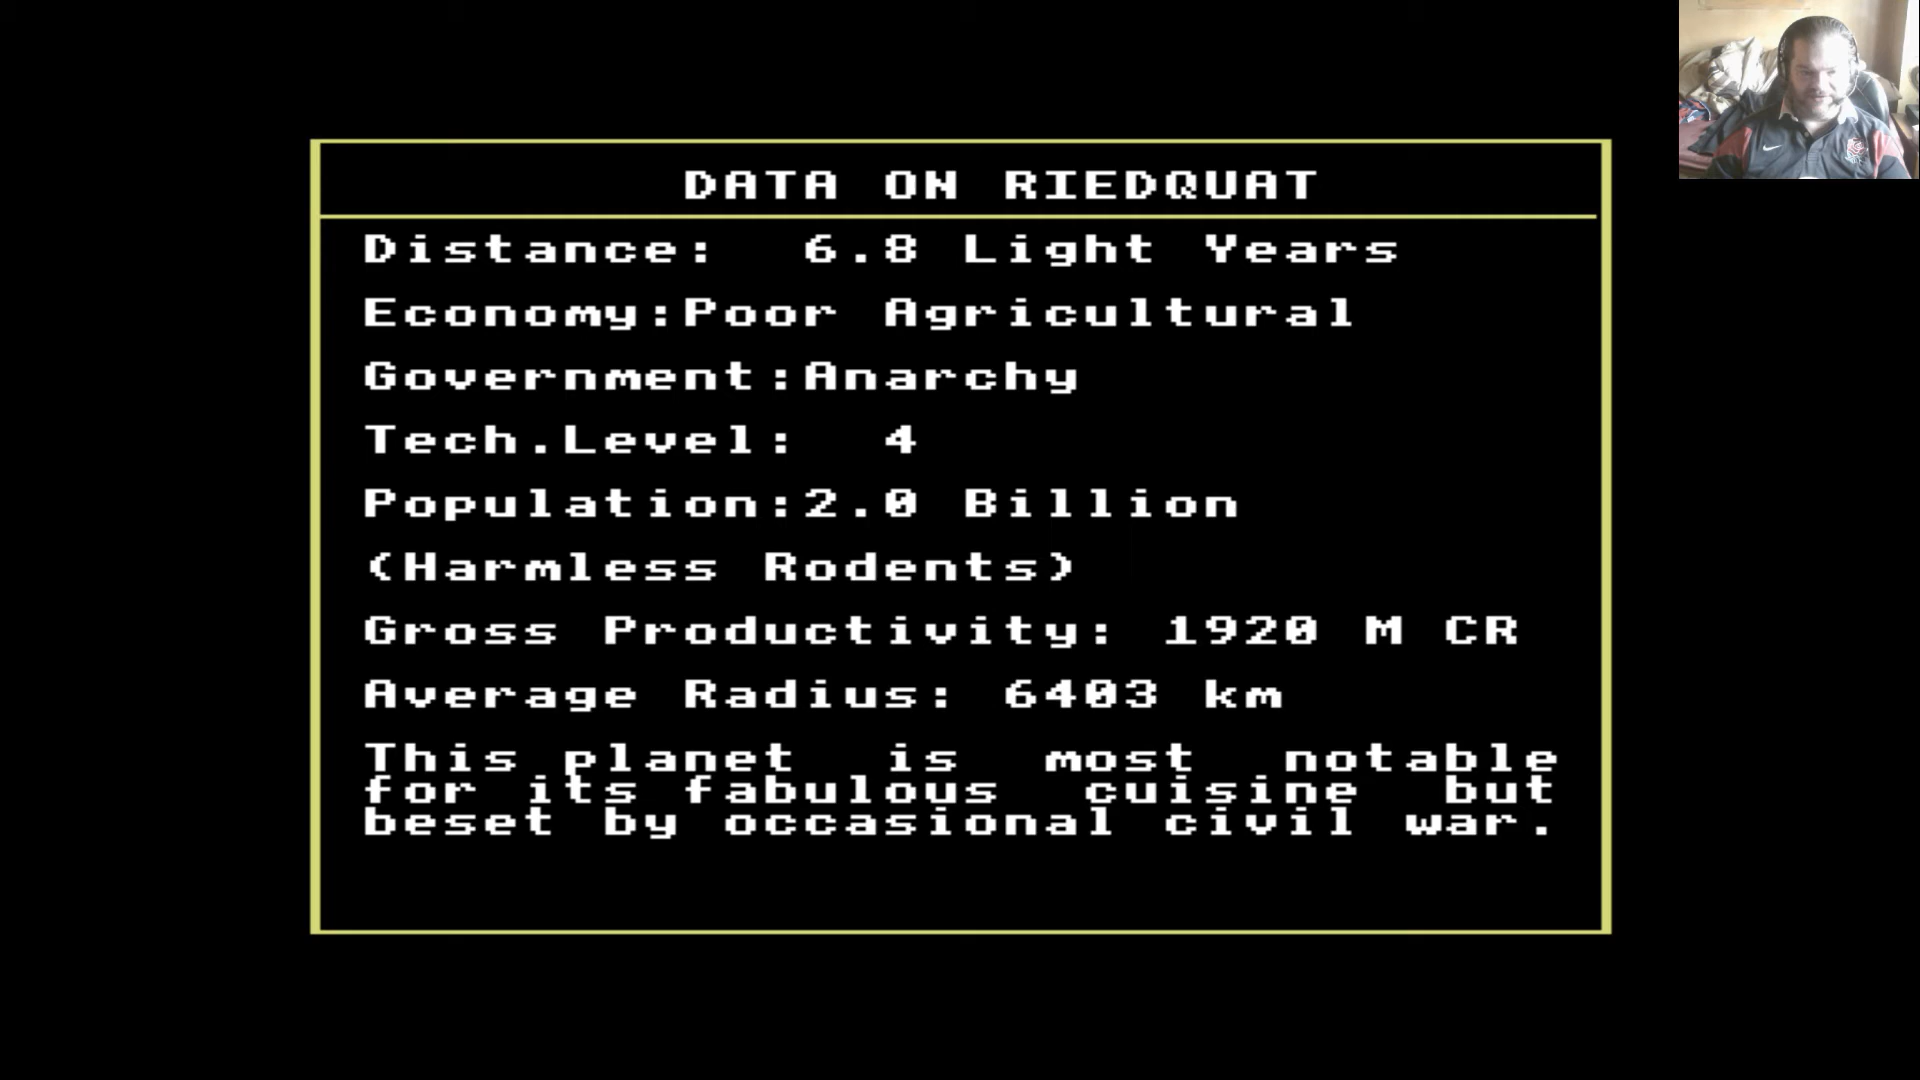 DATA ON RIEDQUAT
Distance: 6.8 Light Years
Economy:Poor Agricultural
Government:Anarchy
Tech.Level: 4
Population:2.0 Billion
(Harmless Rodents)
Gross Productivity: 1920 M CR
Average Radius: 6403 km
This planet is most notable
for its fabulous cuisine but
beset by occasional civil war.